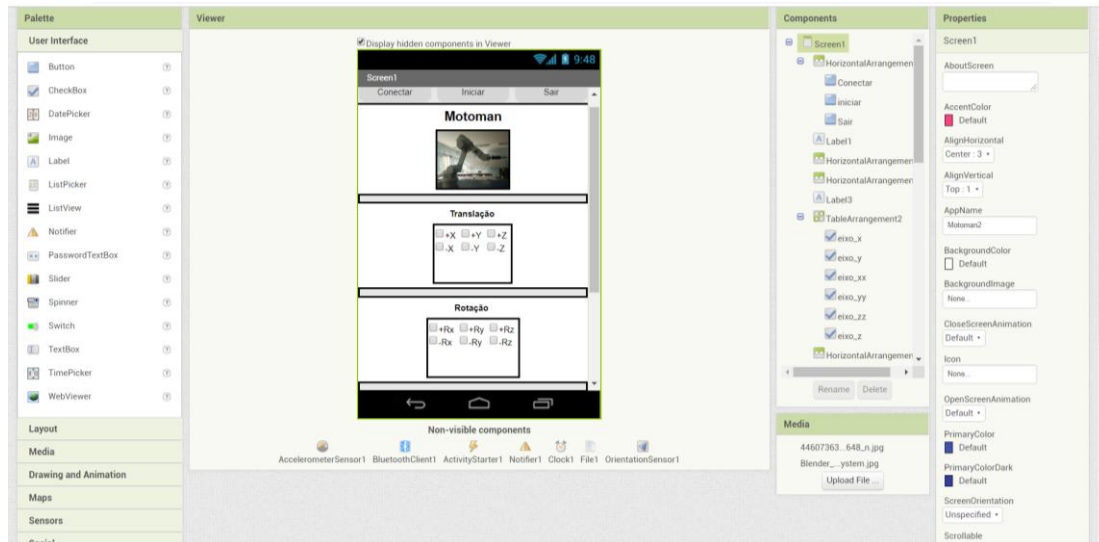 Palette
User Interface
Button
CheckBox
DatePicker
Image
Label
ListPicker
ListView
Notifier
PasswordTextBox
Slider
Spinner
Switch
TextBox
TimePicker
WebViewer
Layout
Media
Drawing and Animation
Maps
Sensors
Social
Viewer
Display hidden components in Viewer
9:48
Screen1
Conectar Iniciar Sair
Motoman
Translação
+X +Y +Z
-X -Y -Z
Rotação
+Rx +Ry +Rz
-Rx -Ry -Rz
Non-visible components
AccelerometerSensor1 BluetoothClient1 ActivityStarter1 Notifier1 Clock1 File1 OrientationSensor1
Components
Screen1
HorizontalArrangemen
Conectar
iniciar
Sair
Label1
HorizontalArrangemen
HorizontalArrangemen
Label3
TableArrangement2
eixo_x
eixo_y
eixo_xx
eixo_yy
eixo_zz
eixo_z
HorizontalArrangemen
Rename Delete
Media
44607363...648_n.jpg
Blender_...ystem.jpg
Upload File ...
Properties
Screen1
AboutScreen
AccentColor
Default
AlignHorizontal
Center : 3
AlignVertical
Top : 1
AppName
Motoman2
BackgroundColor
Default
BackgroundImage
None...
CloseScreenAnimation
Default
Icon
None...
OpenScreenAnimation
Default
PrimaryColor
Default
PrimaryColorDark
Default
ScreenOrientation
Unspecified
Scrollable